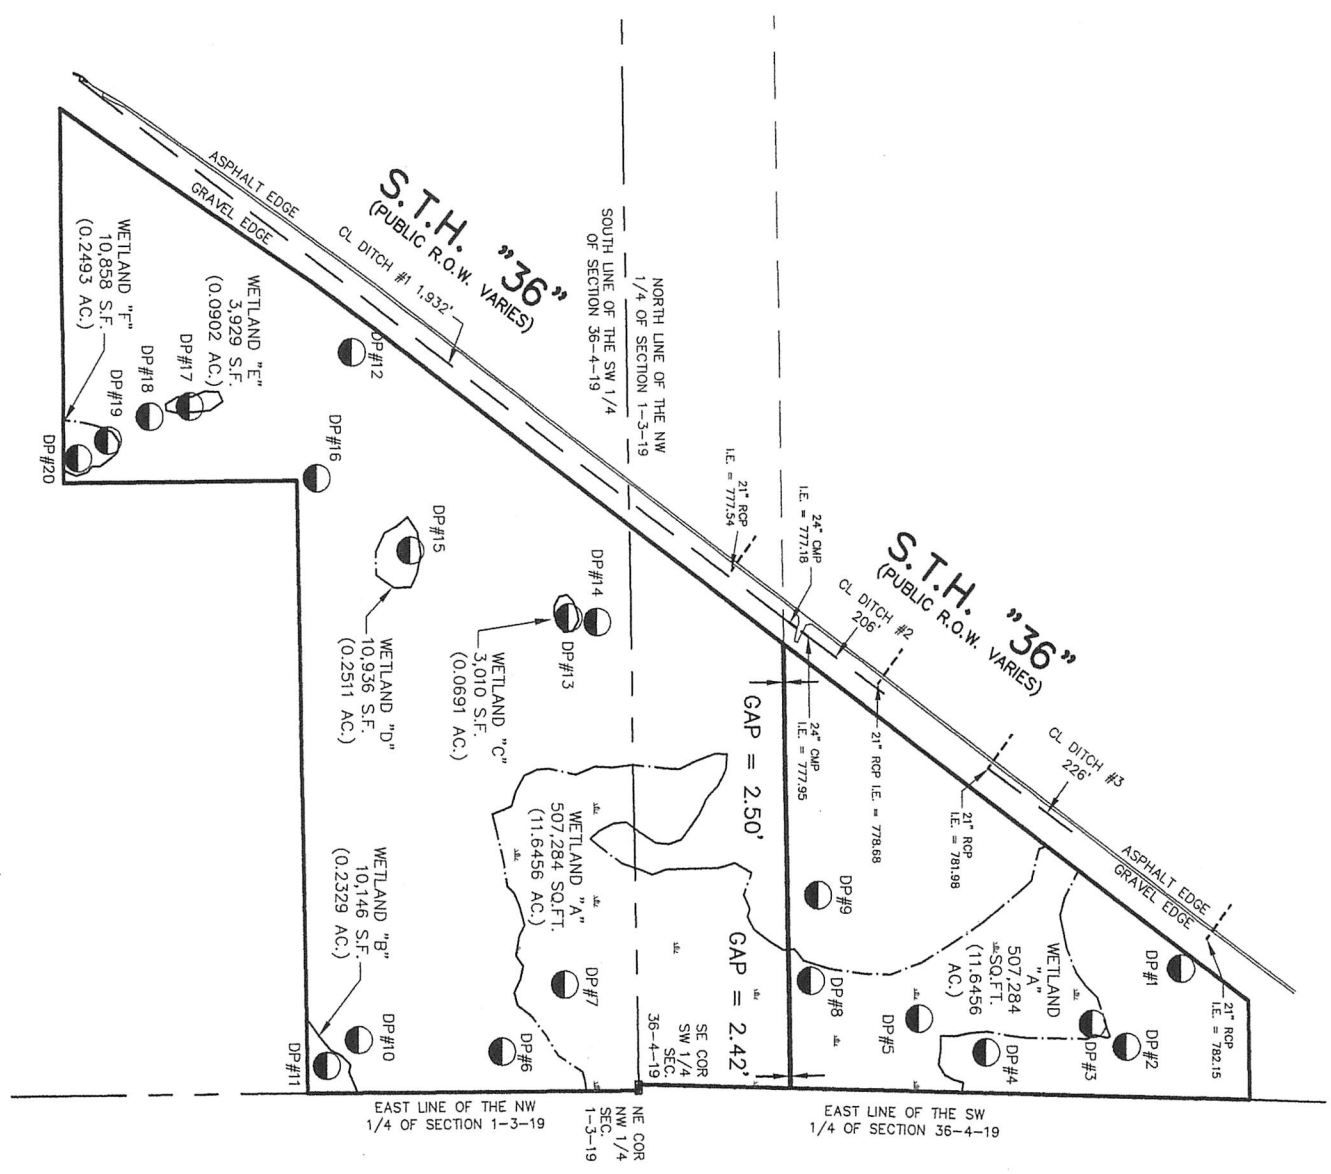 S.T.H. "36"
(PUBLIC R.O.W. VARIES)
ASPHALT EDGE
GRAVEL EDGE
CL DITCH #1 1,932'
SOUTH LINE OF THE SW 1/4
OF SECTION 36-4-19
NORTH LINE OF THE NW
1/4 OF SECTION 1-3-19
WETLAND "F"
10,858 S.F.
(0.2493 AC.)
WETLAND "E"
3,929 S.F.
(0.0902 AC.)
DP#12
DP#17
DP#18
DP#19
DP#20
DP#16
DP#15
DP#14
DP#13
WETLAND "D"
10,936 S.F.
(0.2511 AC.)
WETLAND "C"
3,010 S.F.
(0.0691 AC.)
21" RCP
I.E. = 777.54
24" CMP
I.E. = 777.18
S.T.H. "36"
(PUBLIC R.O.W. VARIES)
CL DITCH #2
206'
24" CMP
I.E. = 777.95
21" RCP I.E. = 778.68
CL DITCH #3
226'
21" RCP
I.E. = 781.98
ASPHALT EDGE
GRAVEL EDGE
21" RCP
I.E. = 782.15
GAP = 2.50'
GAP = 2.42'
WETLAND "A"
507,284 SQ.FT.
(11.6456 AC.)
WETLAND
"A"
507,284
SQ.FT.
(11.6456
AC.)
WETLAND "B"
10,146 S.F.
(0.2329 AC.)
DP#9
DP#1
DP#8
DP#7
DP#5
DP#2
DP#3
DP#4
DP#6
DP#10
DP#11
SE COR
SW 1/4
SEC.
36-4-19
NE COR
NW 1/4
SEC.
1-3-19
EAST LINE OF THE NW
1/4 OF SECTION 1-3-19
EAST LINE OF THE SW
1/4 OF SECTION 36-4-19